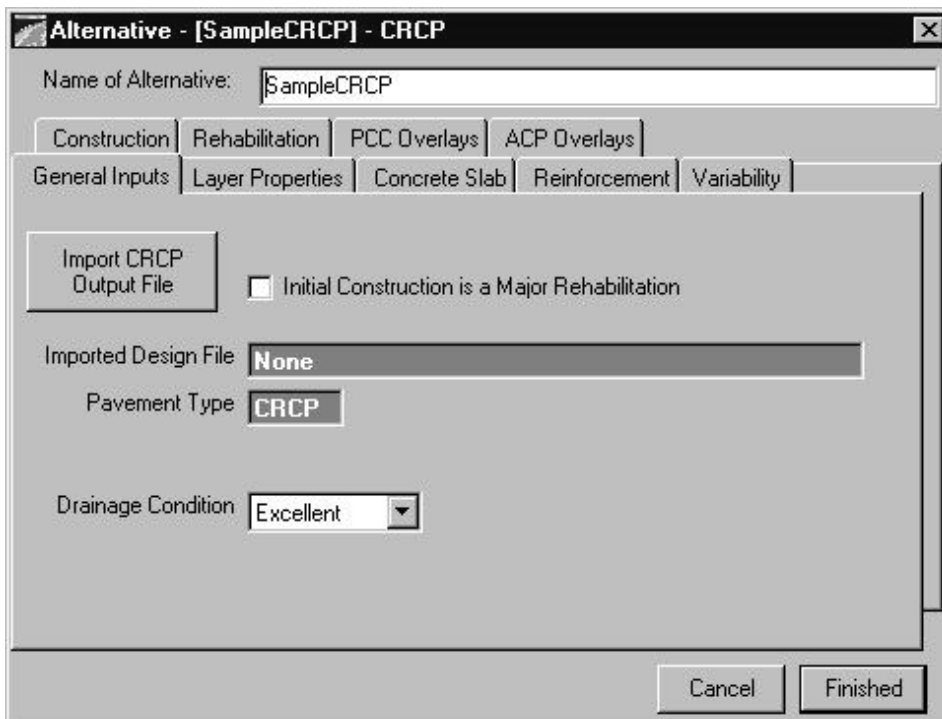 Alternative - [SampleCRCP] - CRCP
Name of Alternative: SampleCRCP
Construction Rehabilitation PCC Overlays ACP Overlays
General Inputs Layer Properties Concrete Slab Reinforcement Variability
Import CRCP
Output File
Initial Construction is a Major Rehabilitation
Imported Design File None
Pavement Type CRCP
Drainage Condition Excellent
Cancel Finished